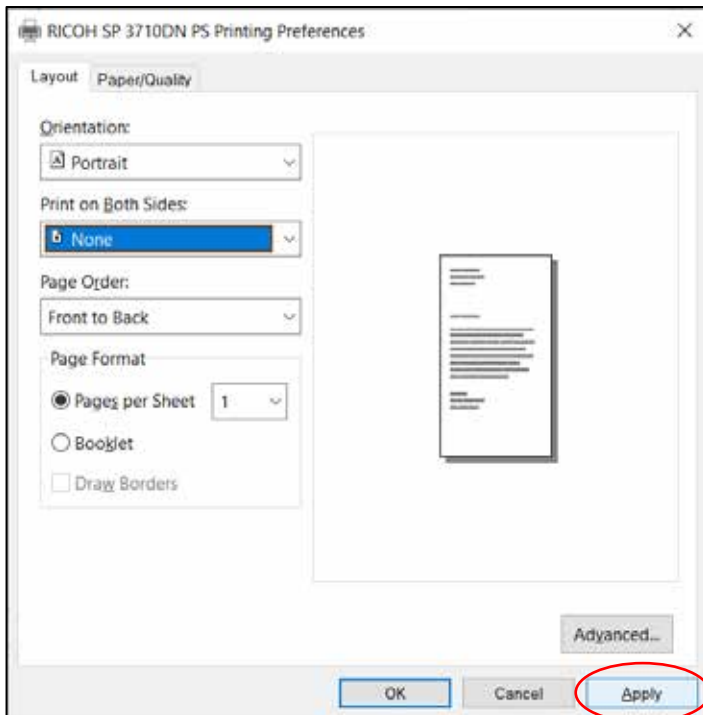 RICOH SP 3710DN PS Printing Preferences
Layout Paper/Quality
Orientation:
Portrait
Print on Both Sides:
None
Page Order:
Front to Back
Page Format
Pages per Sheet 1
Booklet
Draw Borders
Advanced...
OK Cancel Apply